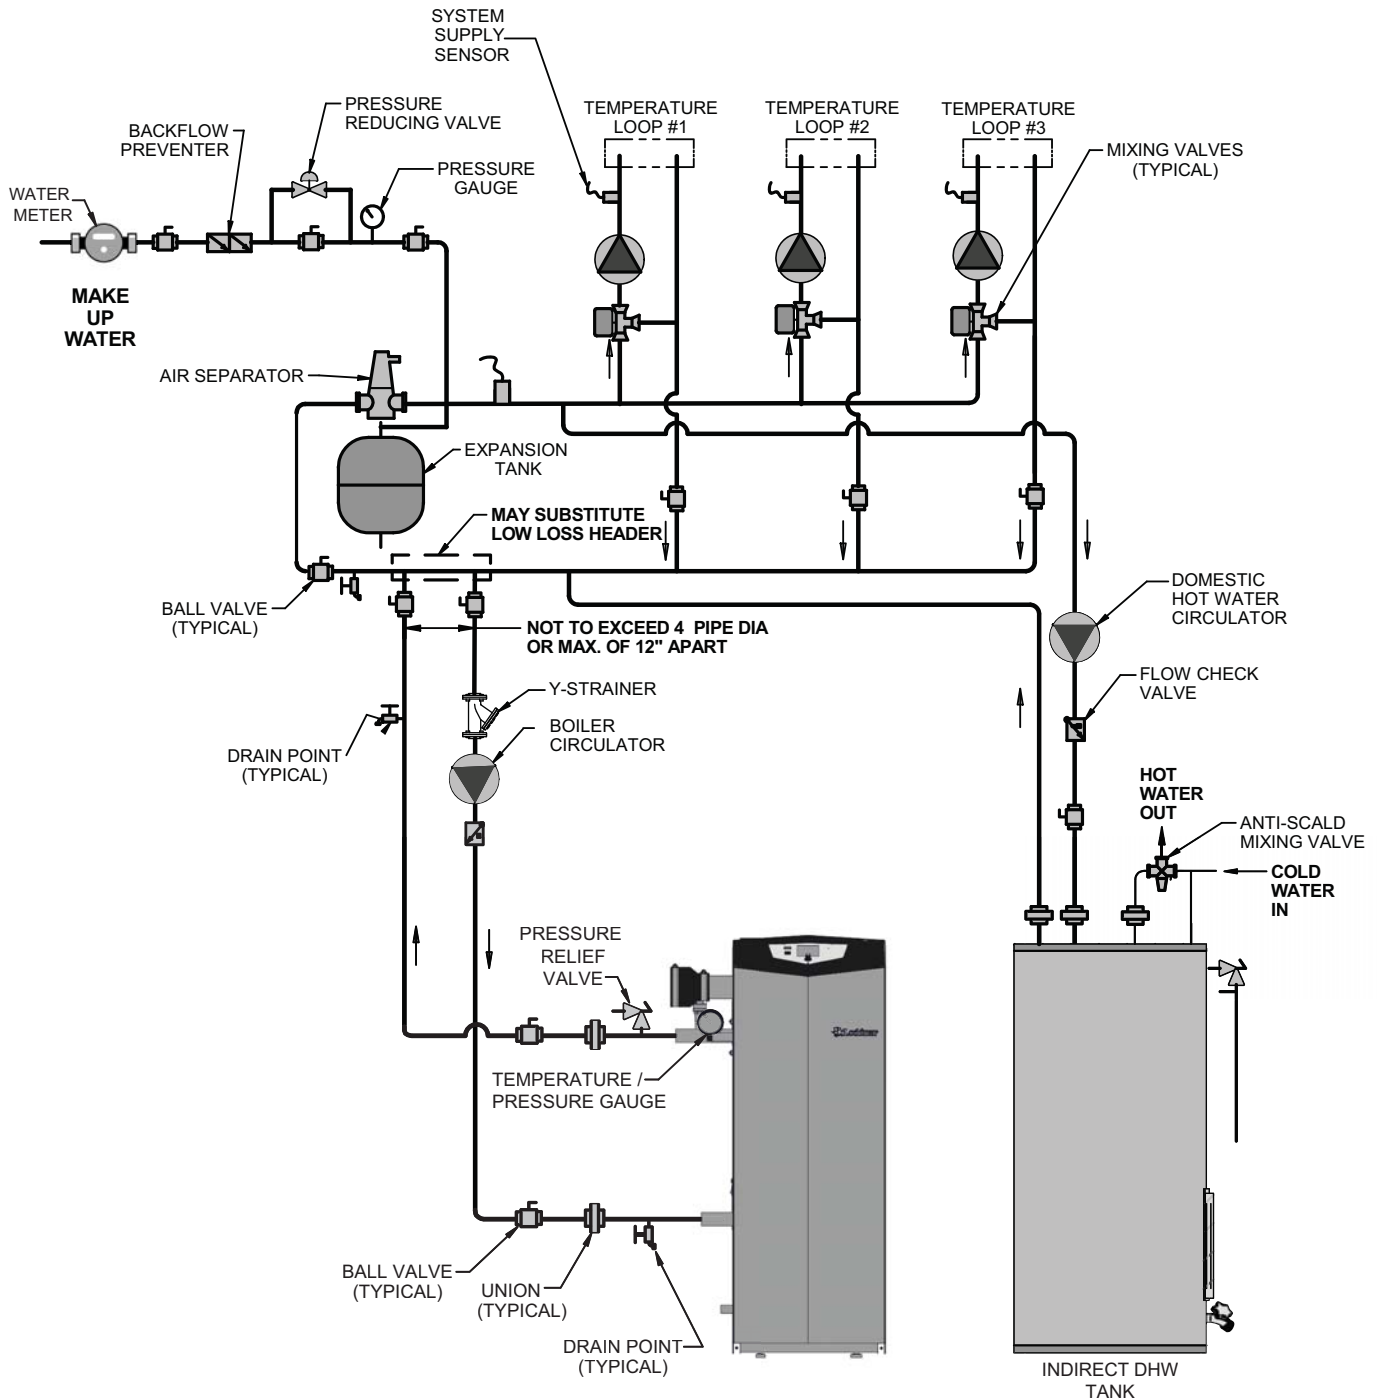 SYSTEM
SUPPLY
SENSOR
PRESSURE
REDUCING VALVE
BACKFLOW
PREVENTER
PRESSURE
GAUGE
WATER
METER
MAKE
UP
WATER
TEMPERATURE
LOOP #1
TEMPERATURE
LOOP #2
TEMPERATURE
LOOP #3
MIXING VALVES
(TYPICAL)
AIR SEPARATOR
EXPANSION
TANK
MAY SUBSTITUTE
LOW LOSS HEADER
BALL VALVE
(TYPICAL)
NOT TO EXCEED 4 PIPE DIA
OR MAX. OF 12" APART
DOMESTIC
HOT WATER
CIRCULATOR
Y-STRAINER
FLOW CHECK
VALVE
BOILER
CIRCULATOR
DRAIN POINT
(TYPICAL)
HOT
WATER
OUT
ANTI-SCALD
MIXING VALVE
COLD
WATER
IN
PRESSURE
RELIEF
VALVE
Lochinvar
TEMPERATURE /
PRESSURE GAUGE
BALL VALVE
(TYPICAL)
UNION
(TYPICAL)
DRAIN POINT
(TYPICAL)
INDIRECT DHW
TANK